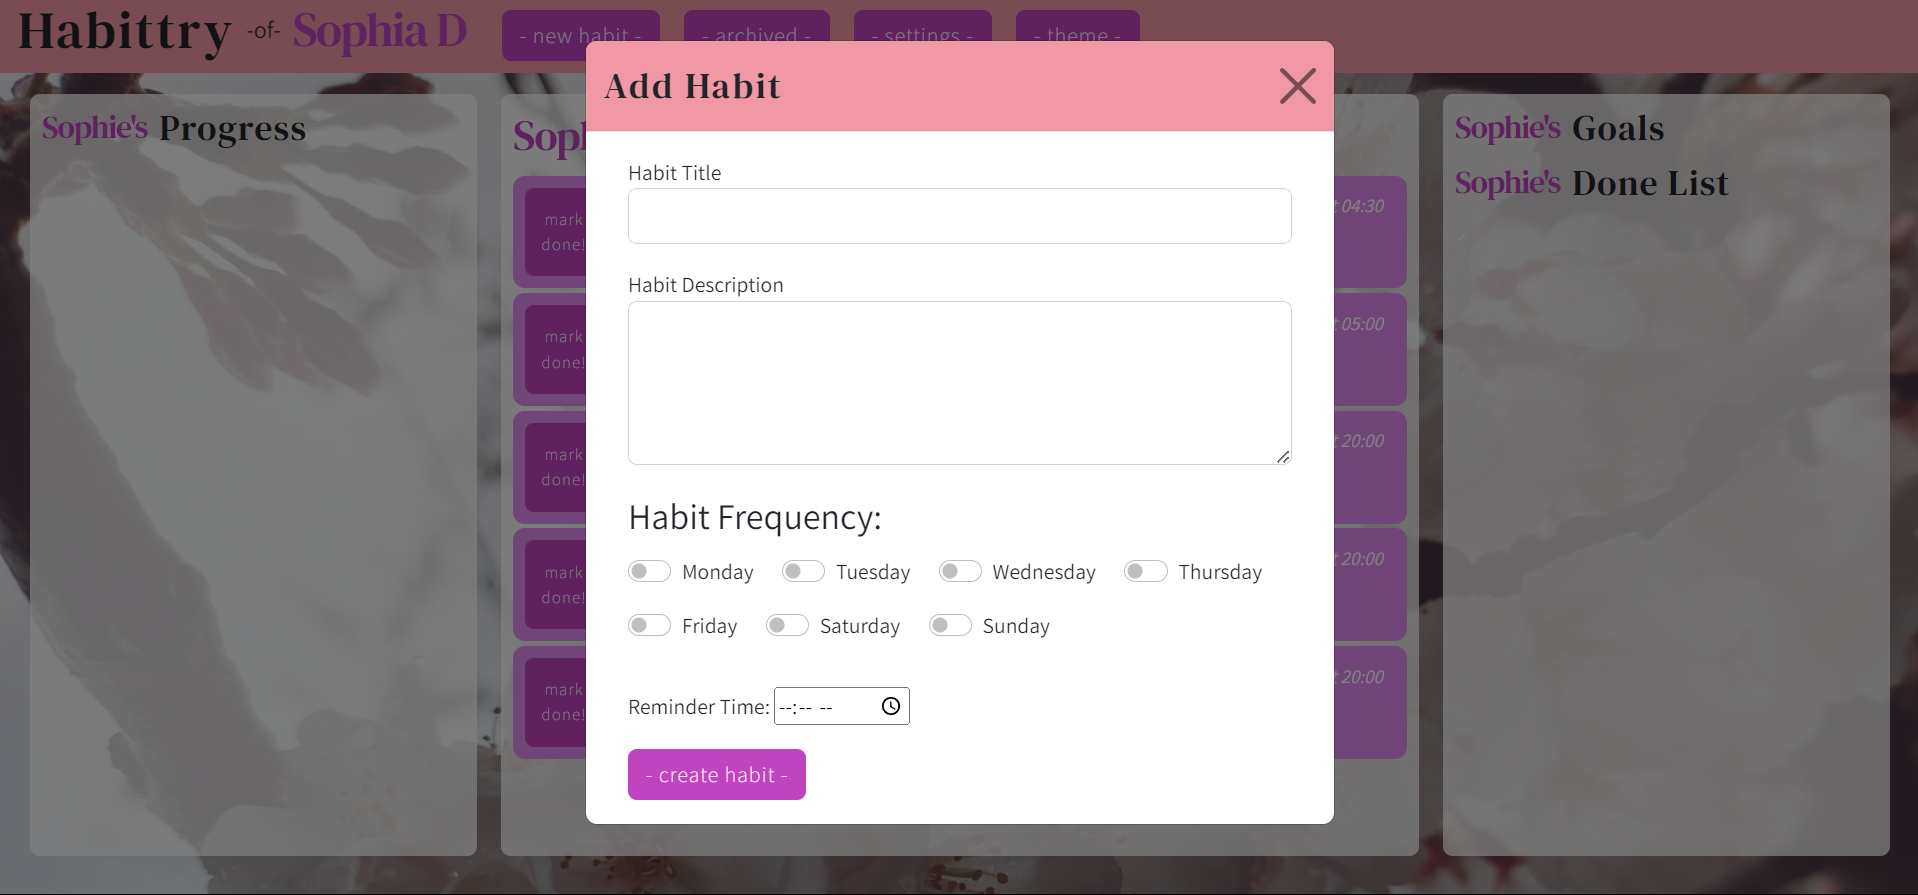 Habittry -of- Sophia D
- new habit -
- archived -
- settings -
- theme -
Sophie's Progress
Soph
mark
done!
mark
done!
mark
done!
mark
done!
mark
done!
t 04:30
t 05:00
t 20:00
t 20:00
t 20:00
Sophie's Goals
Sophie's Done List
Add Habit
Habit Title
Habit Description
Habit Frequency:
Monday Tuesday Wednesday Thursday
Friday Saturday Sunday
Reminder Time: --:-- --
- create habit -